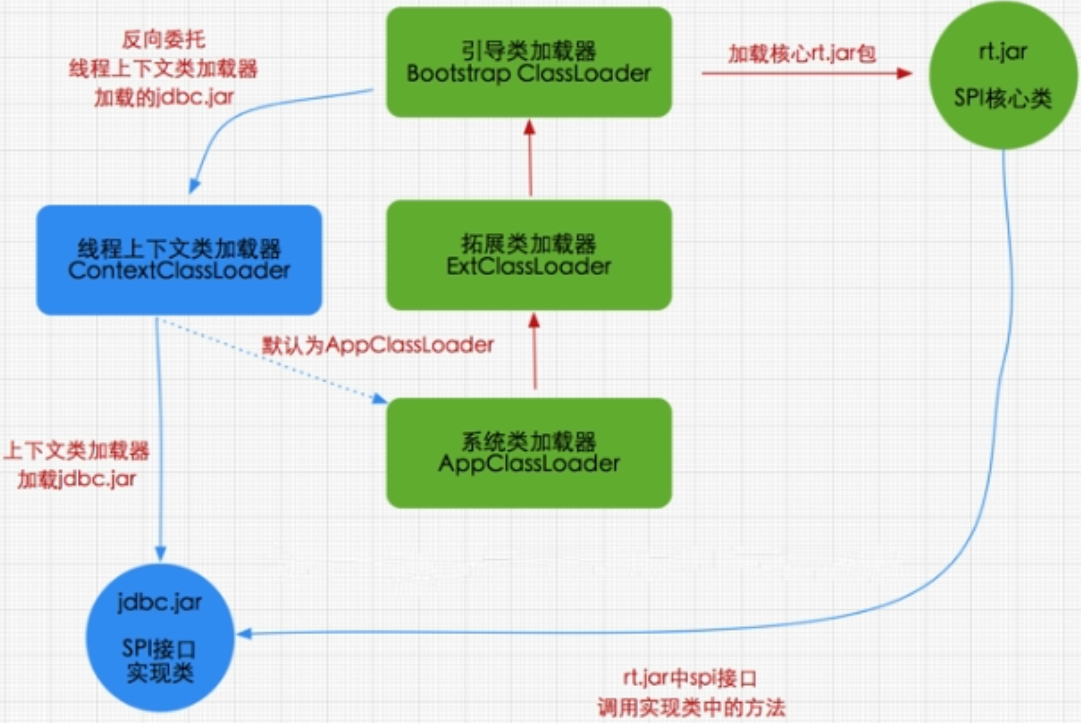 反向委托
线程上下文类加载器
加载的jdbc.jar
引导类加载器
Bootstrap ClassLoader
加载核心rt.jar包
rt.jar
SPI核心类
线程上下文类加载器
ContextClassLoader
拓展类加载器
ExtClassLoader
默认为AppClassLoader
系统类加载器
AppClassLoader
上下文类加载器
加载jdbc.jar
jdbc.jar
SPI接口
实现类
rt.jar中spi接口
调用实现类中的方法